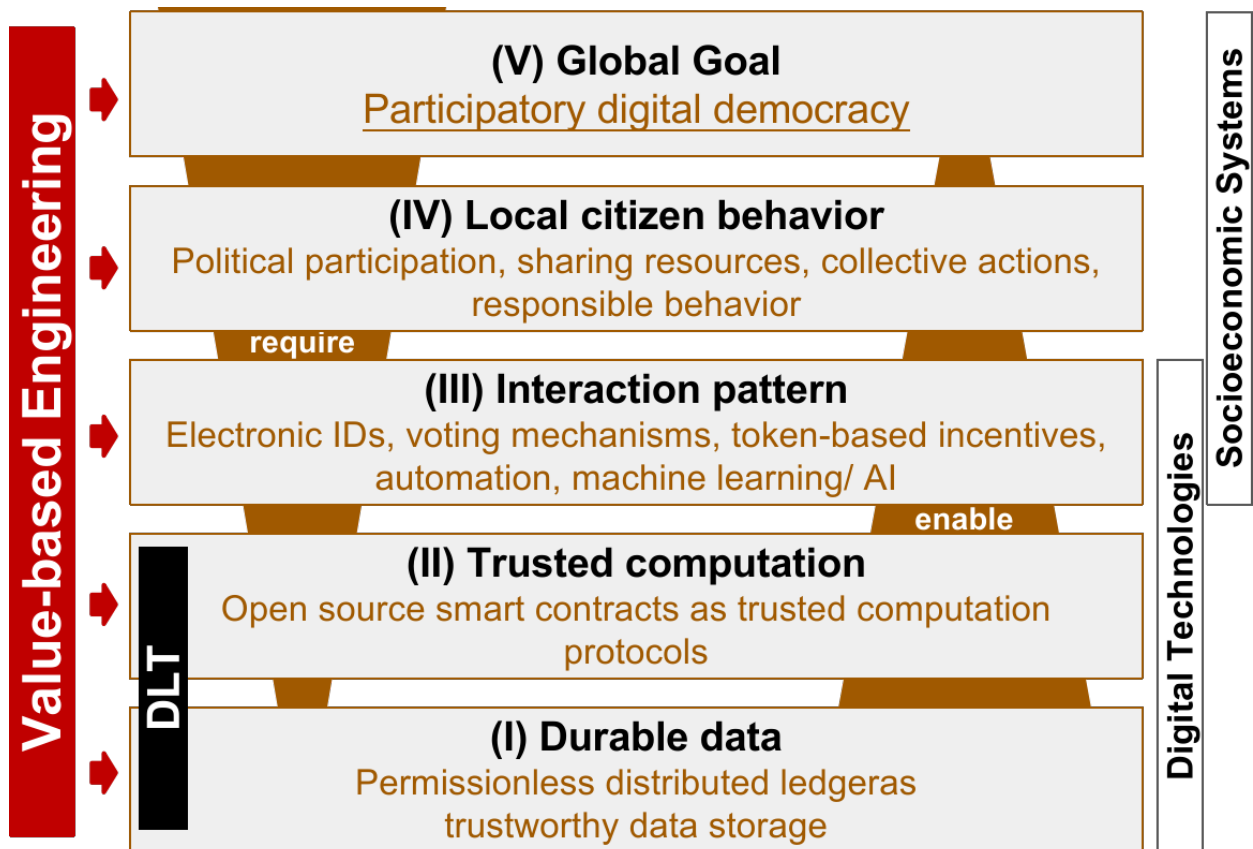 Value-based Engineering
(V) Global Goal
Participatory digital democracy
(IV) Local citizen behavior
Political participation, sharing resources, collective actions,
responsible behavior
require
(III) Interaction pattern
Electronic IDs, voting mechanisms, token-based incentives,
automation, machine learning/ AI
enable
DLT
(II) Trusted computation
Open source smart contracts as trusted computation
protocols
(I) Durable data
Permissionless distributed ledgeras
trustworthy data storage
Digital Technologies
Socioeconomic Systems